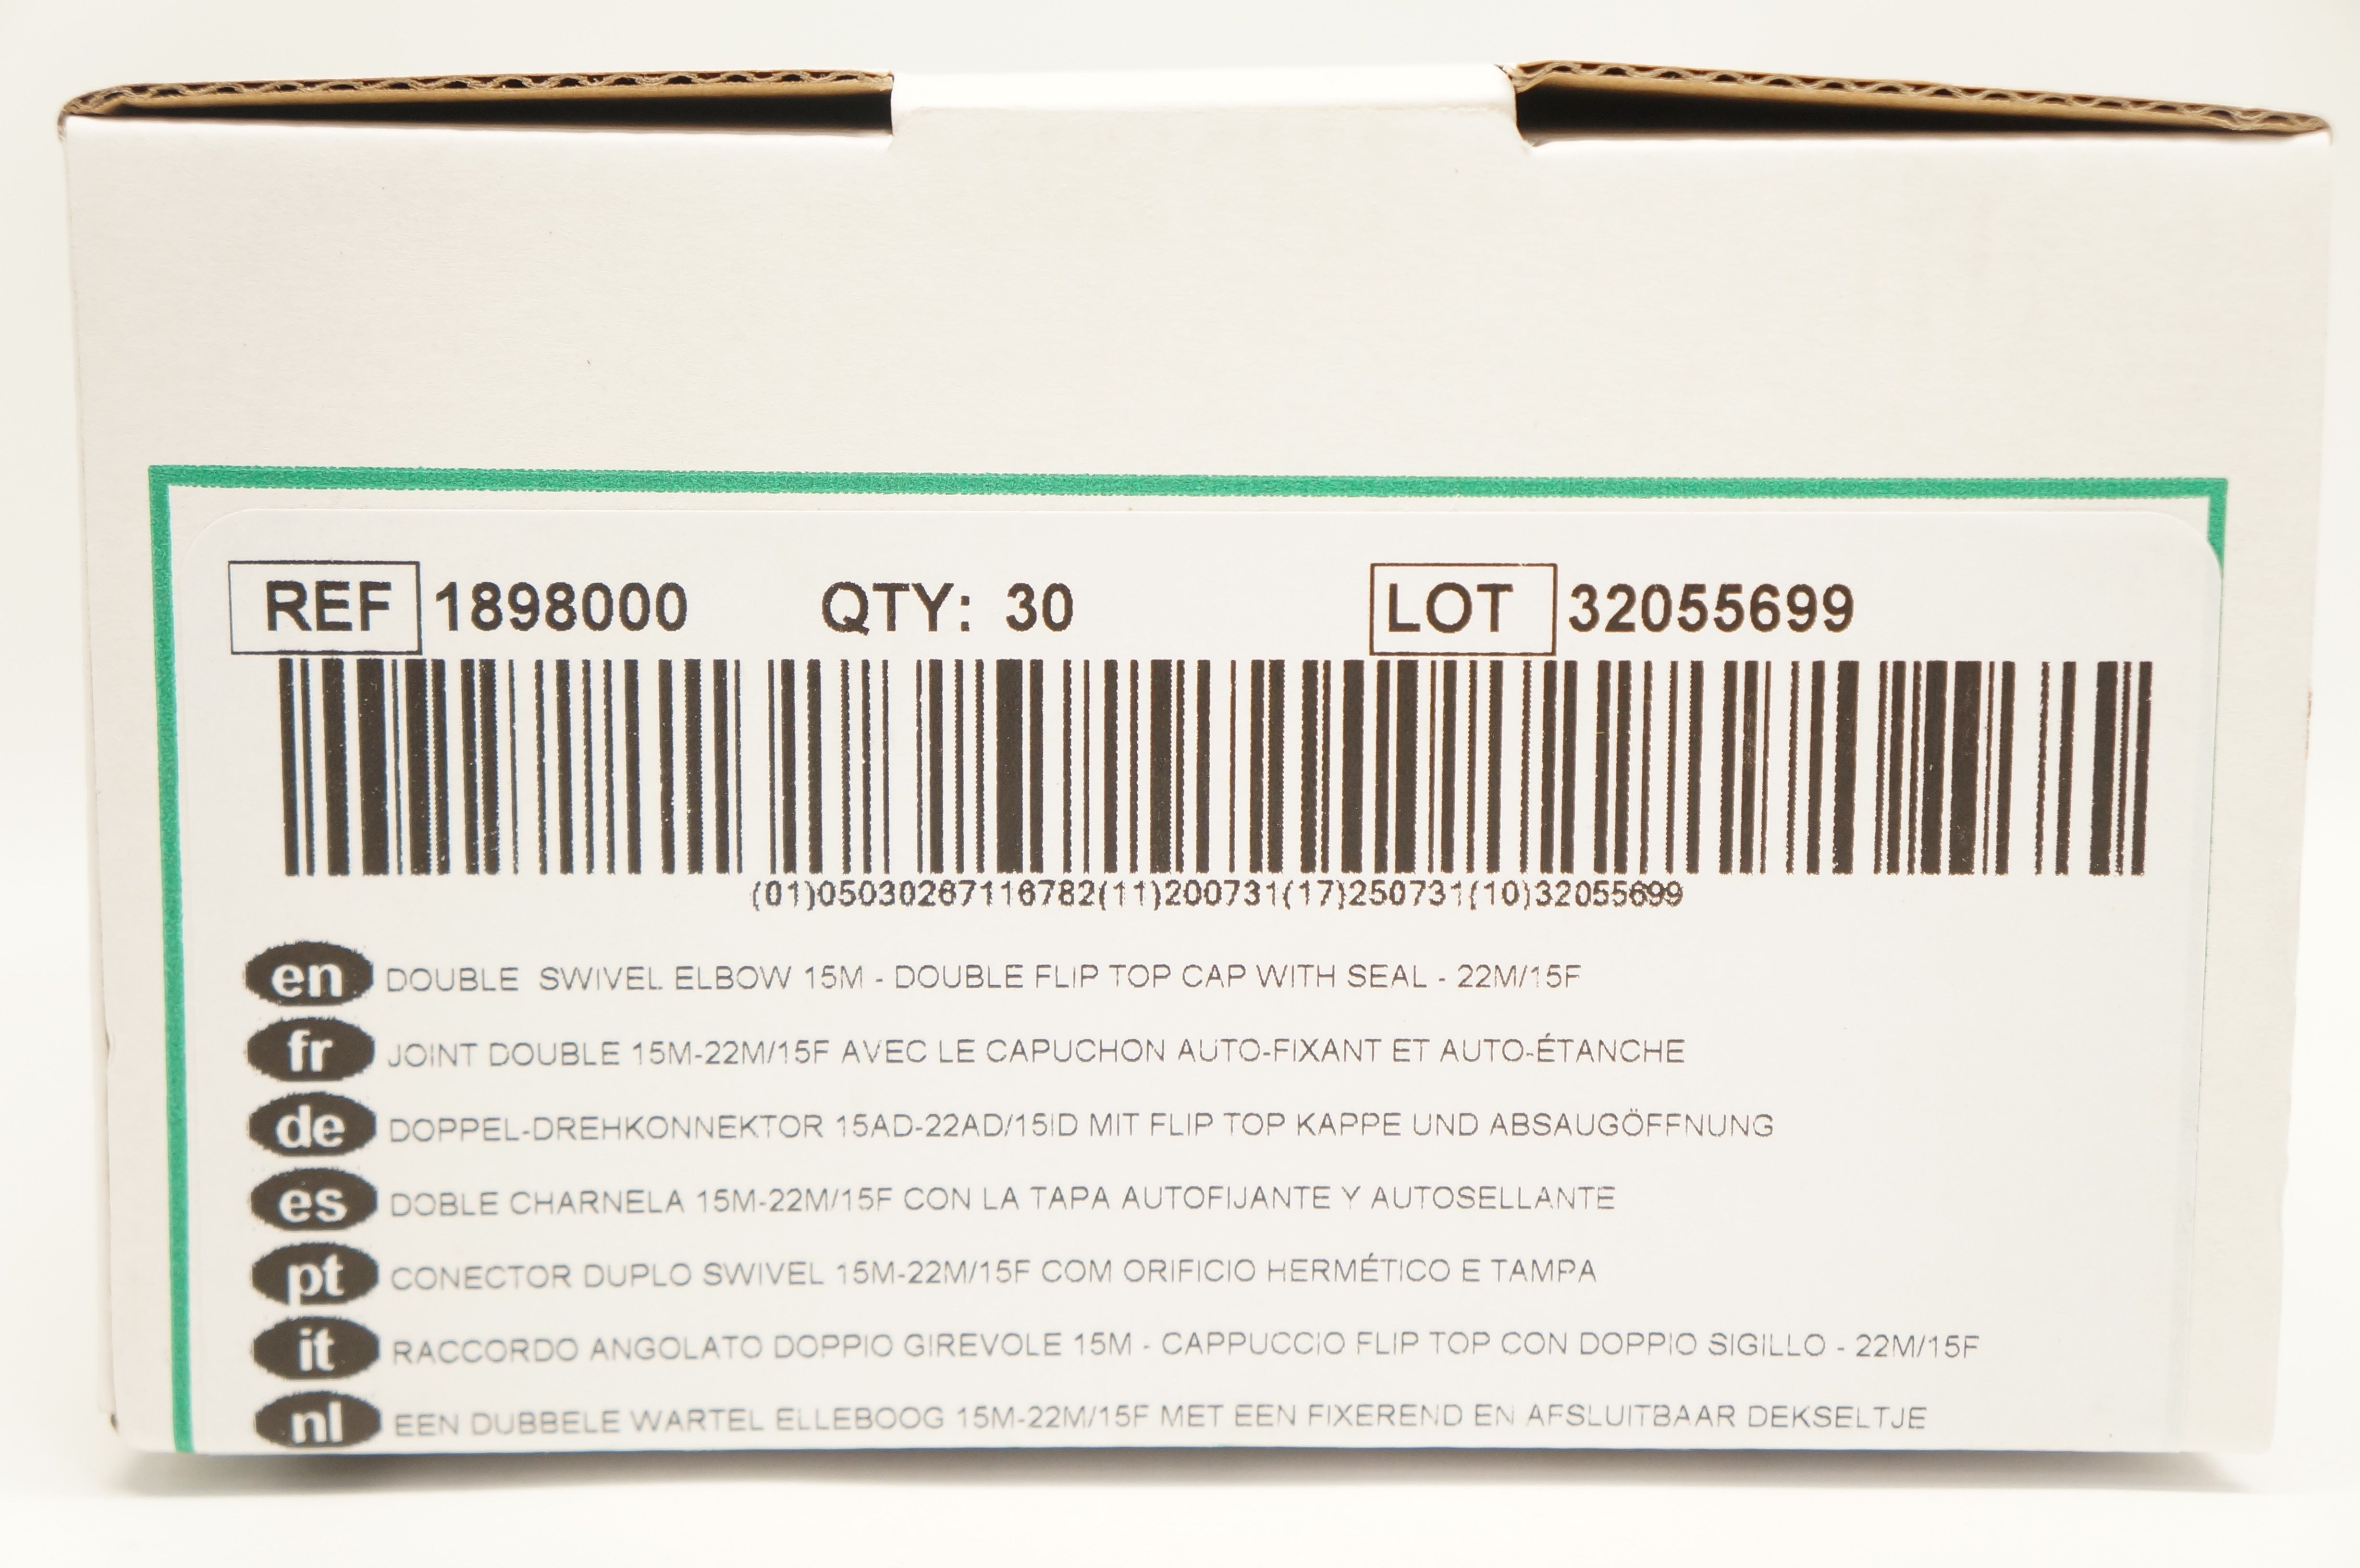 REF 1898000 QTY: 30 LOT 32055699
(01)05030267116782(11)200731(17)250731(10)32055699
en DOUBLE SWIVEL ELBOW 15M - DOUBLE FLIP TOP CAP WITH SEAL - 22M/15F
fr JOINT DOUBLE 15M-22M/15F AVEC LE CAPUCHON AUTO-FIXANT ET AUTO-ÉTANCHE
de DOPPEL-DREHKONNEKTOR 15AD-22AD/15ID MIT FLIP TOP KAPPE UND ABSAUGÖFFNUNG
es DOBLE CHARNELA 15M-22M/15F CON LA TAPA AUTOFIJANTE Y AUTOSELLANTE
pt CONECTOR DUPLO SWIVEL 15M-22M/15F COM ORIFICIO HERMÉTICO E TAMPA
it RACCORDO ANGOLATO DOPPIO GIREVOLE 15M - CAPPUCCIO FLIP TOP CON DOPPIO SIGILLO - 22M/15F
nl EEN DUBBELE WARTEL ELLEBOOG 15M-22M/15F MET EEN FIXEREND EN AFSLUITBAAR DEKSELTJE